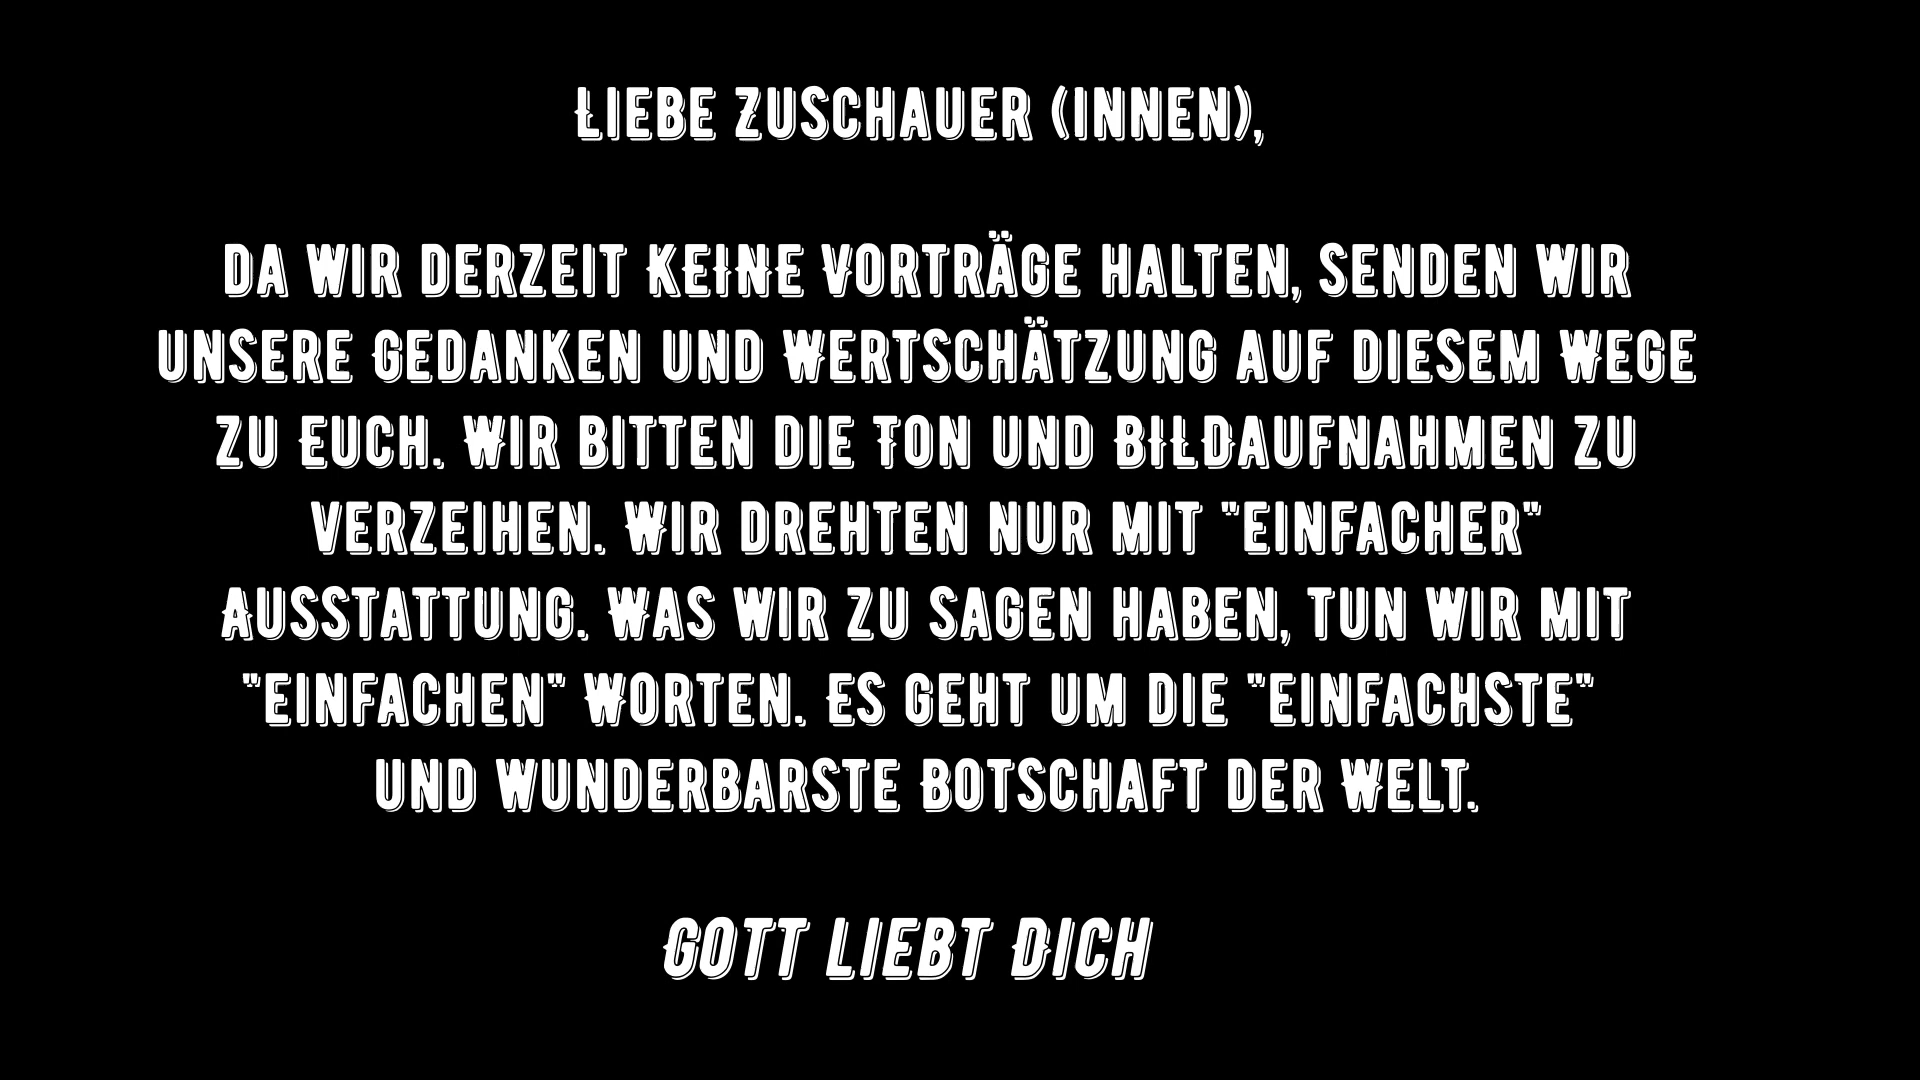 Liebe Zuschauer (innen),
da wir derzeit KEINE Vorträge halten, senden wir
unsere Gedanken und Wertschätzung auf diesem Wege
zu Euch. Wir bitten die Ton und BILDaufnahmen zu
verzeihen. Wir drehten nur mit "einfacher"
Ausstattung. Was wir zu sagen haben, tun wir mit
"einfachen" Worten. Es geht um die "einfachste"
und wunderbarste Botschaft der Welt.
Gott liebt Dich